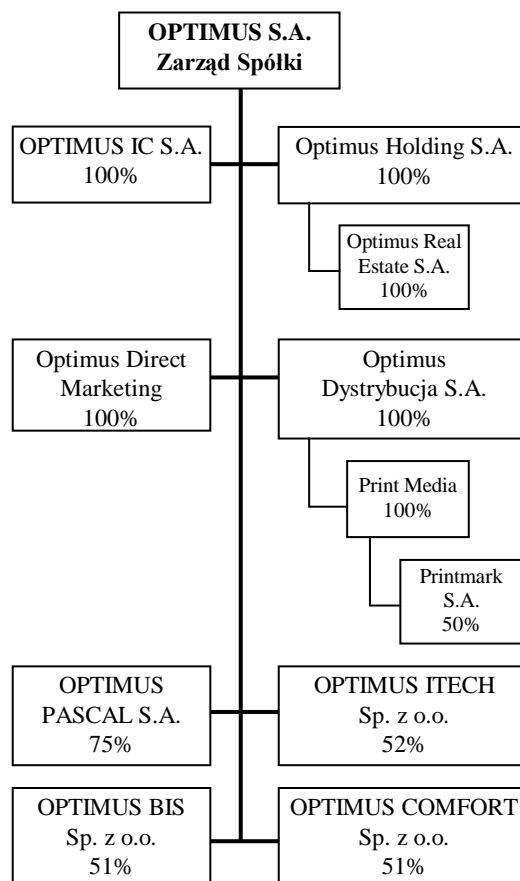 OPTIMUS S.A.
Zarząd Spółki
OPTIMUS IC S.A.
100%
Optimus Holding S.A.
100%
Optimus Real
Estate S.A.
100%
Optimus Direct
Marketing
100%
Optimus
Dystrybucja S.A.
100%
Print Media
100%
Printmark
S.A.
50%
OPTIMUS
PASCAL S.A.
75%
OPTIMUS ITECH
Sp. z o.o.
52%
OPTIMUS BIS
Sp. z o.o.
51%
OPTIMUS COMFORT
Sp. z o.o.
51%